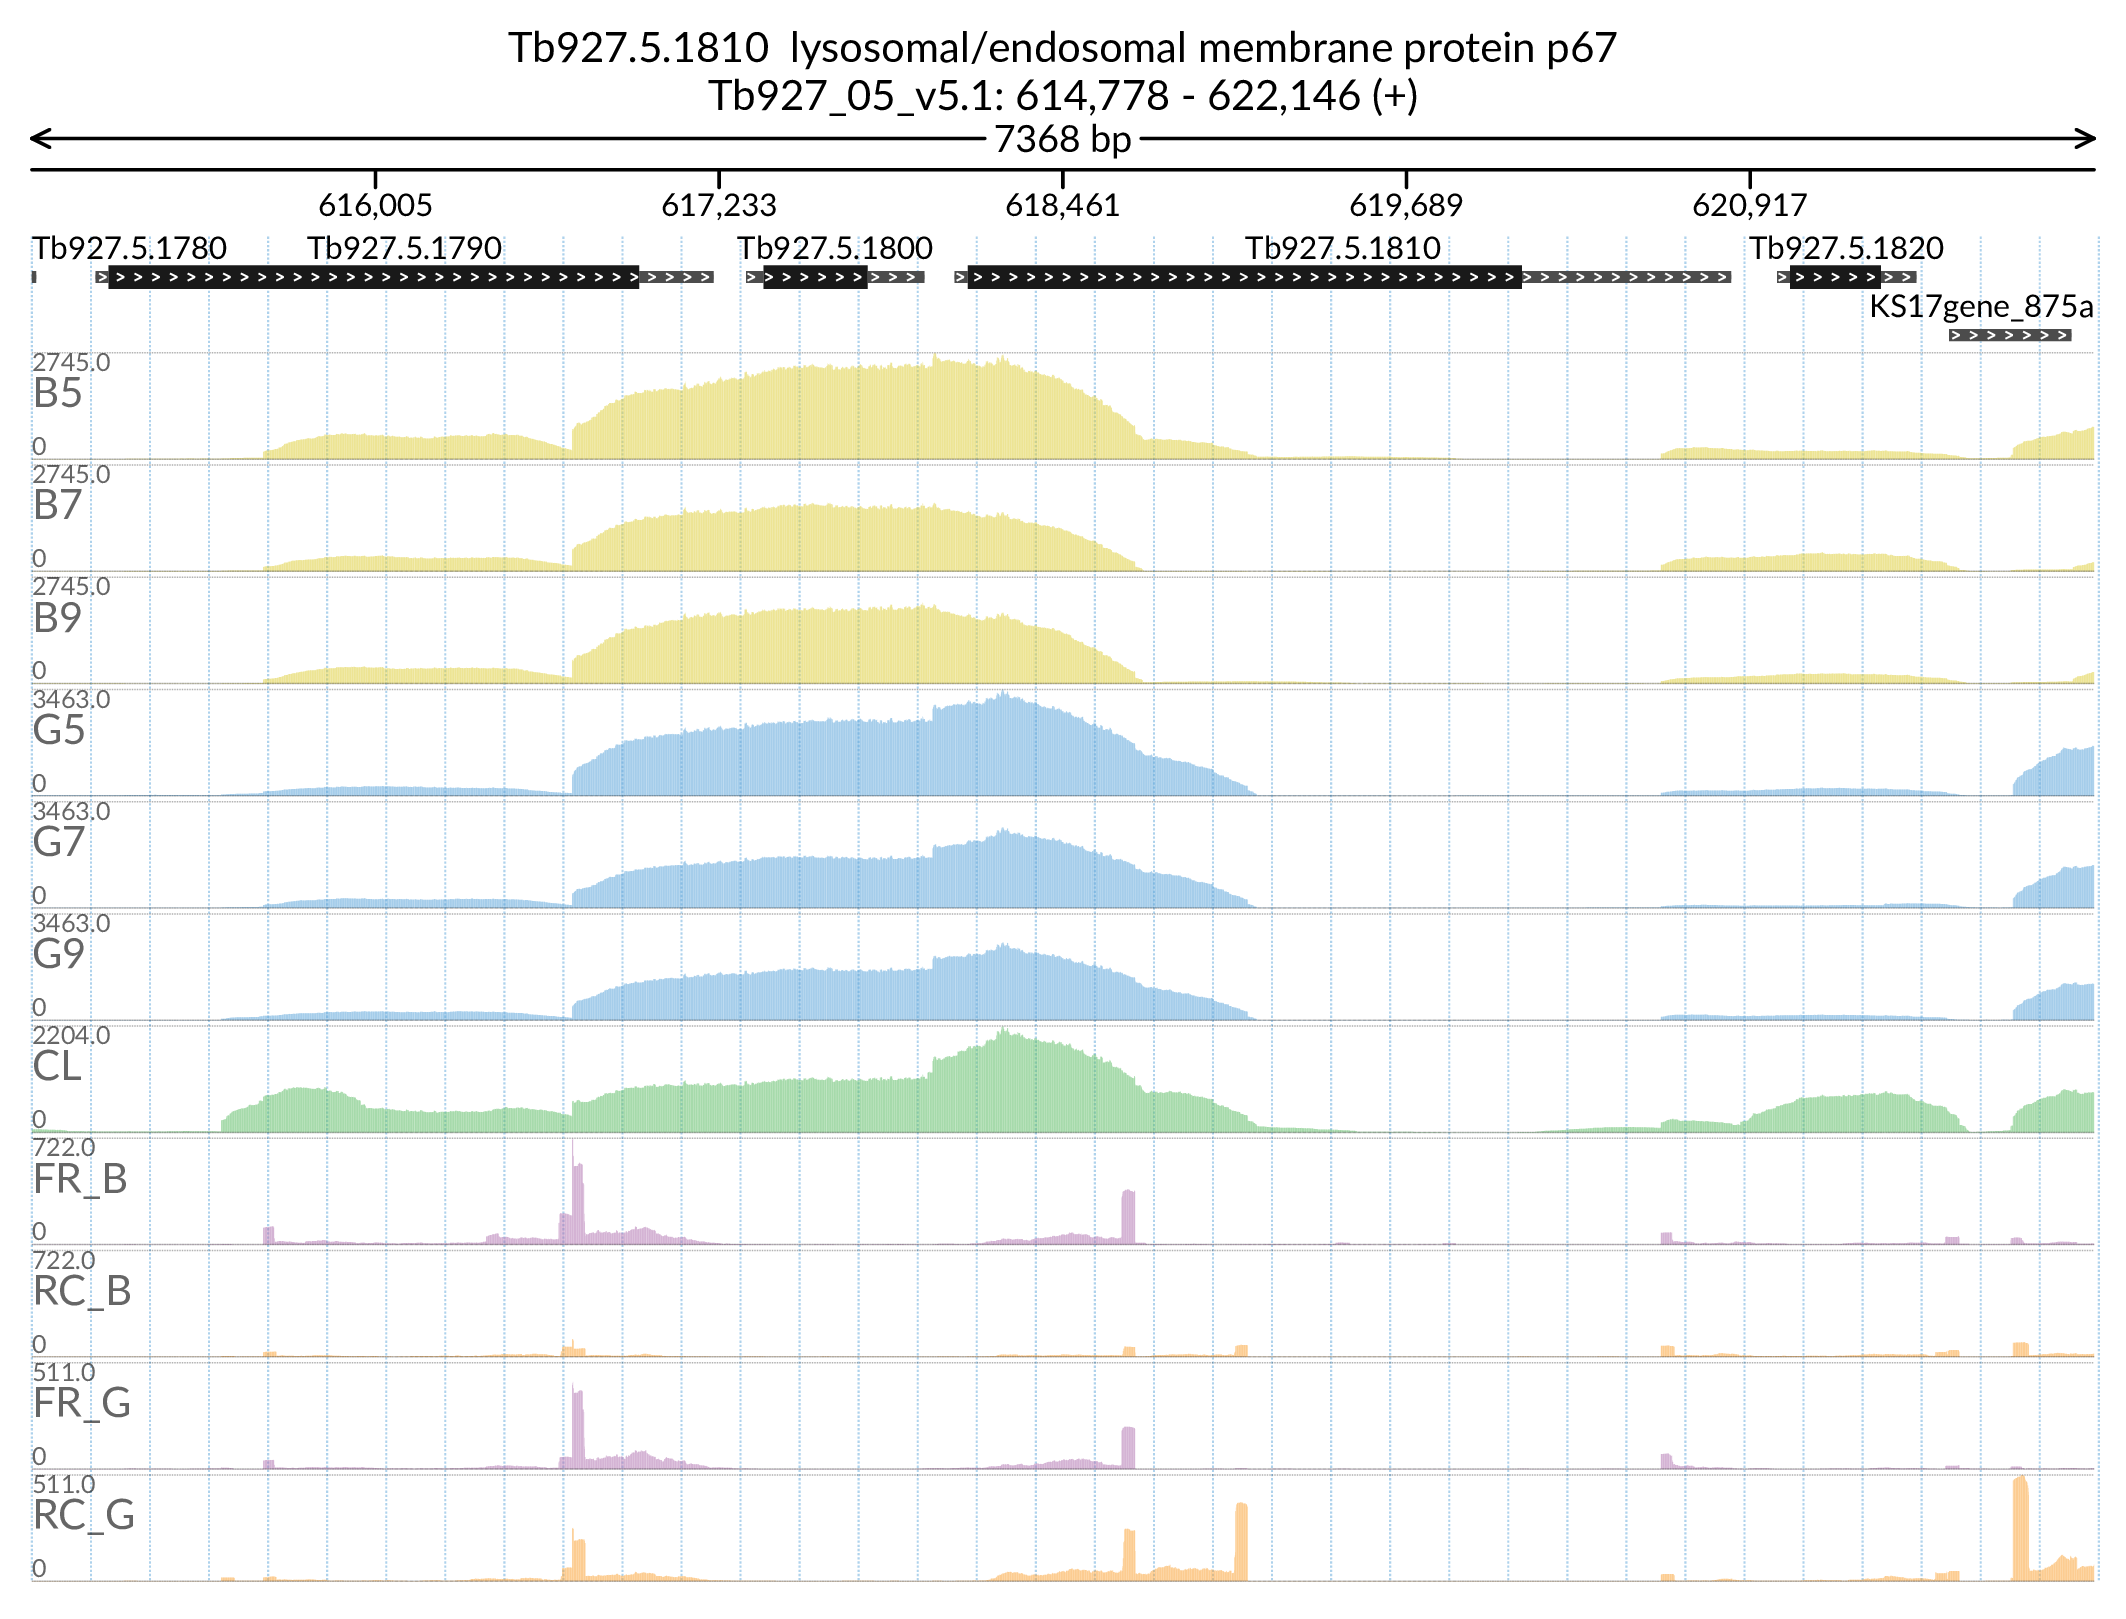 Tb927.5.1810 lysosomal/endosomal membrane protein p67
Tb927_05_v5.1: 614,778 - 622,146 (+)
7368 bp
616,005 617,233 618,461 619,689 620,917
Tb927.5.1780 Tb927.5.1790 Tb927.5.1800 Tb927.5.1810 Tb927.5.1820
KS17gene_875a
2745.0
B5
0
2745.0
B7
0
2745.0
B9
0
3463.0
G5
0
3463.0
G7
0
3463.0
G9
0
2204.0
CL
0
722.0
FR_B
0
722.0
RC_B
0
511.0
FR_G
0
511.0
RC_G
0